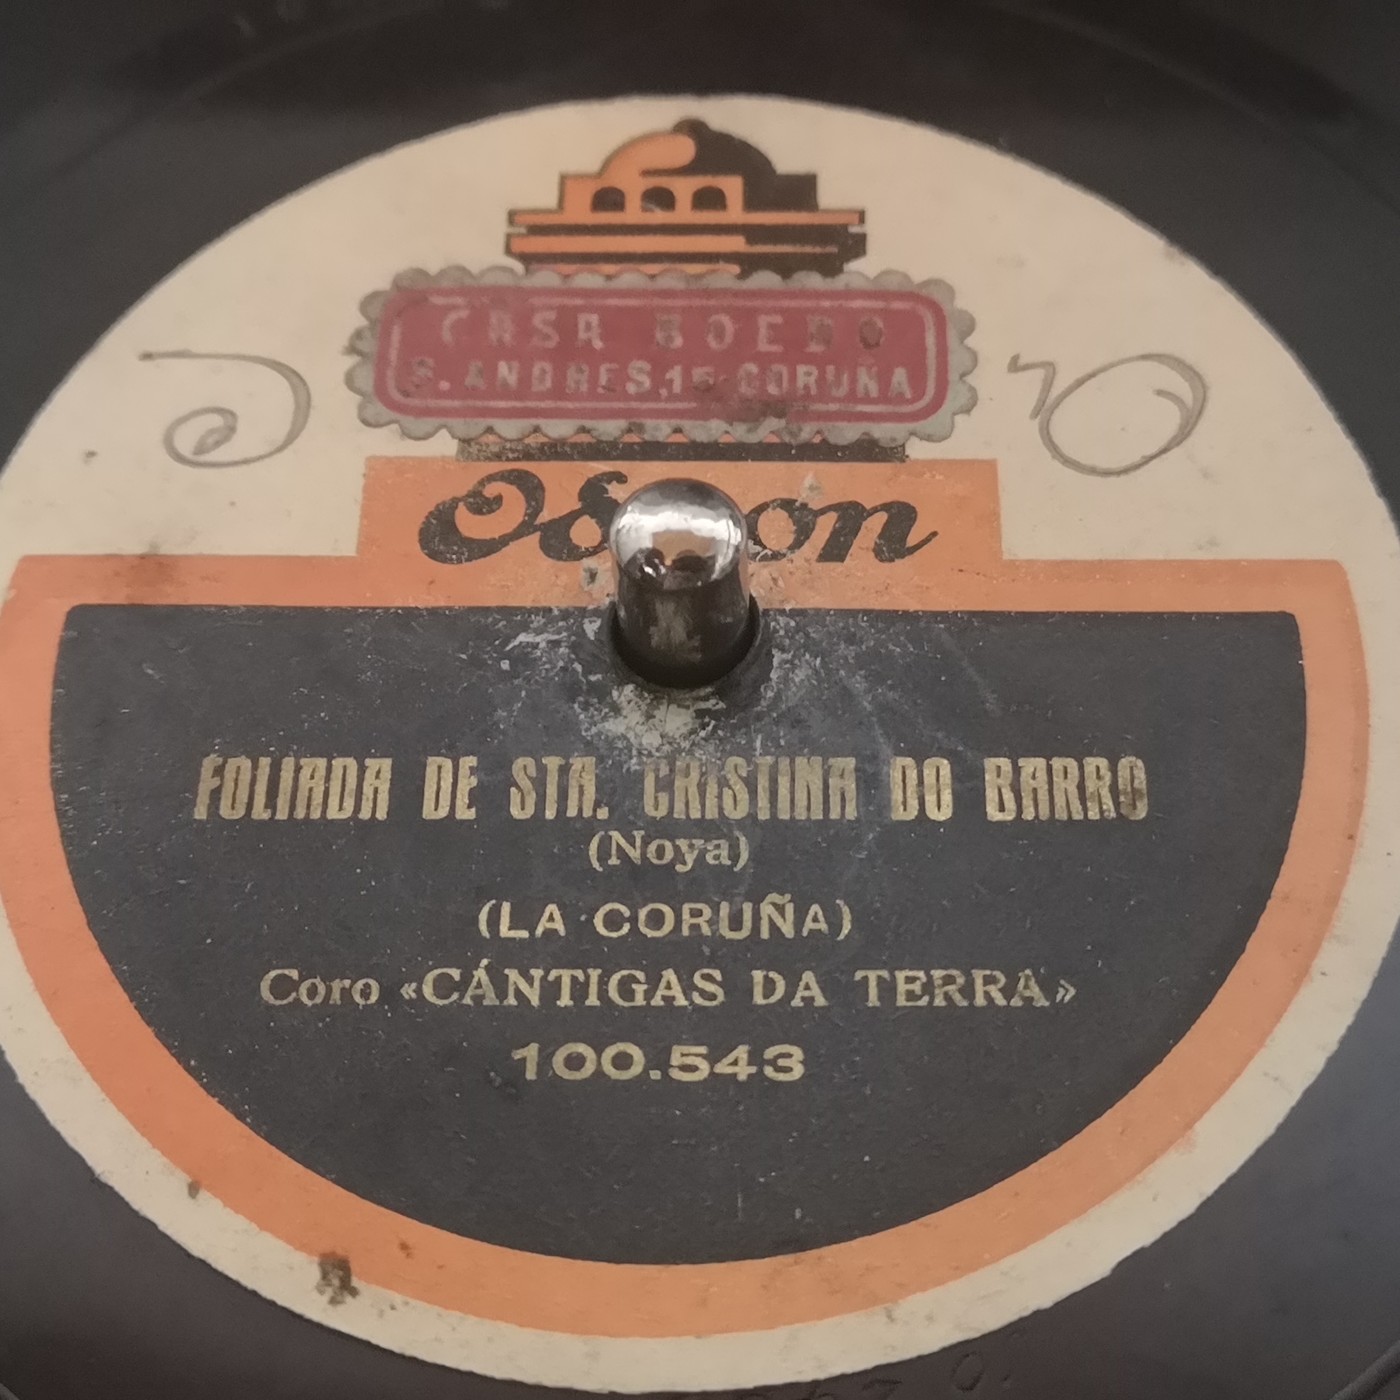 CASA BOEDO
S. ANDRES, 15 CORUÑA
Odeon
FOLIADA DE STA. CRISTINA DO BARRO
(Noya)
(LA CORUÑA)
Coro «CÁNTIGAS DA TERRA»
100.543